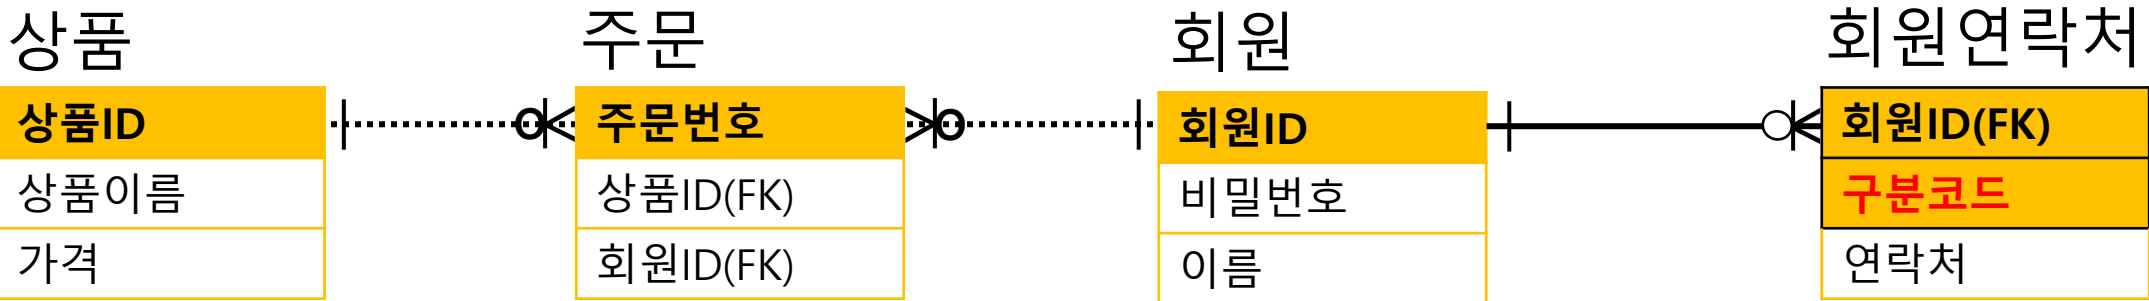 상품
상품ID
상품이름
가격
주문
주문번호
상품ID(FK)
회원ID(FK)
회원
회원ID
비밀번호
이름
회원연락처
회원ID(FK)
구분코드
연락처